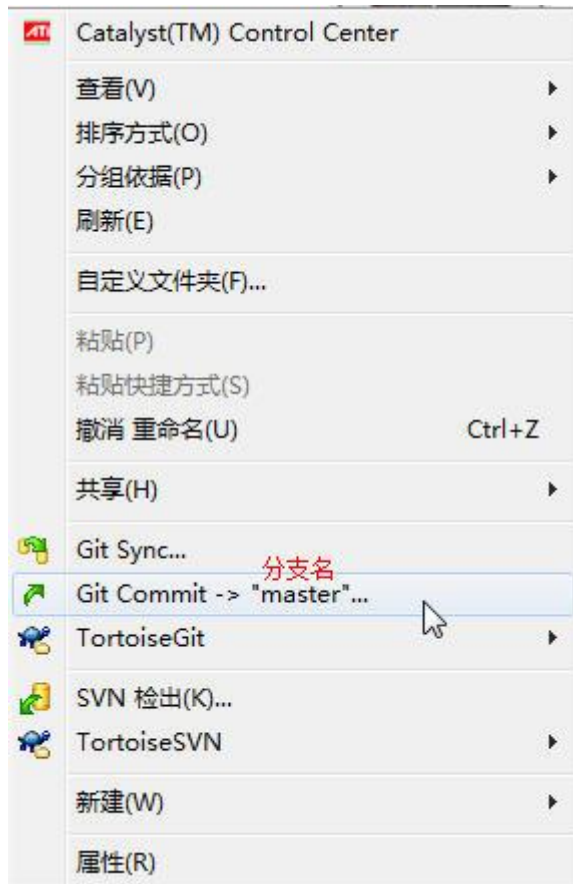 ATI Catalyst(TM) Control Center
查看(V)
排序方式(O)
分组依据(P)
刷新(E)
自定义文件夹(F)...
粘贴(P)
粘贴快捷方式(S)
撤消 重命名(U) Ctrl+Z
共享(H)
Git Sync...
分支名
Git Commit -> "master"...
TortoiseGit
SVN 检出(K)...
TortoiseSVN
新建(W)
属性(R)